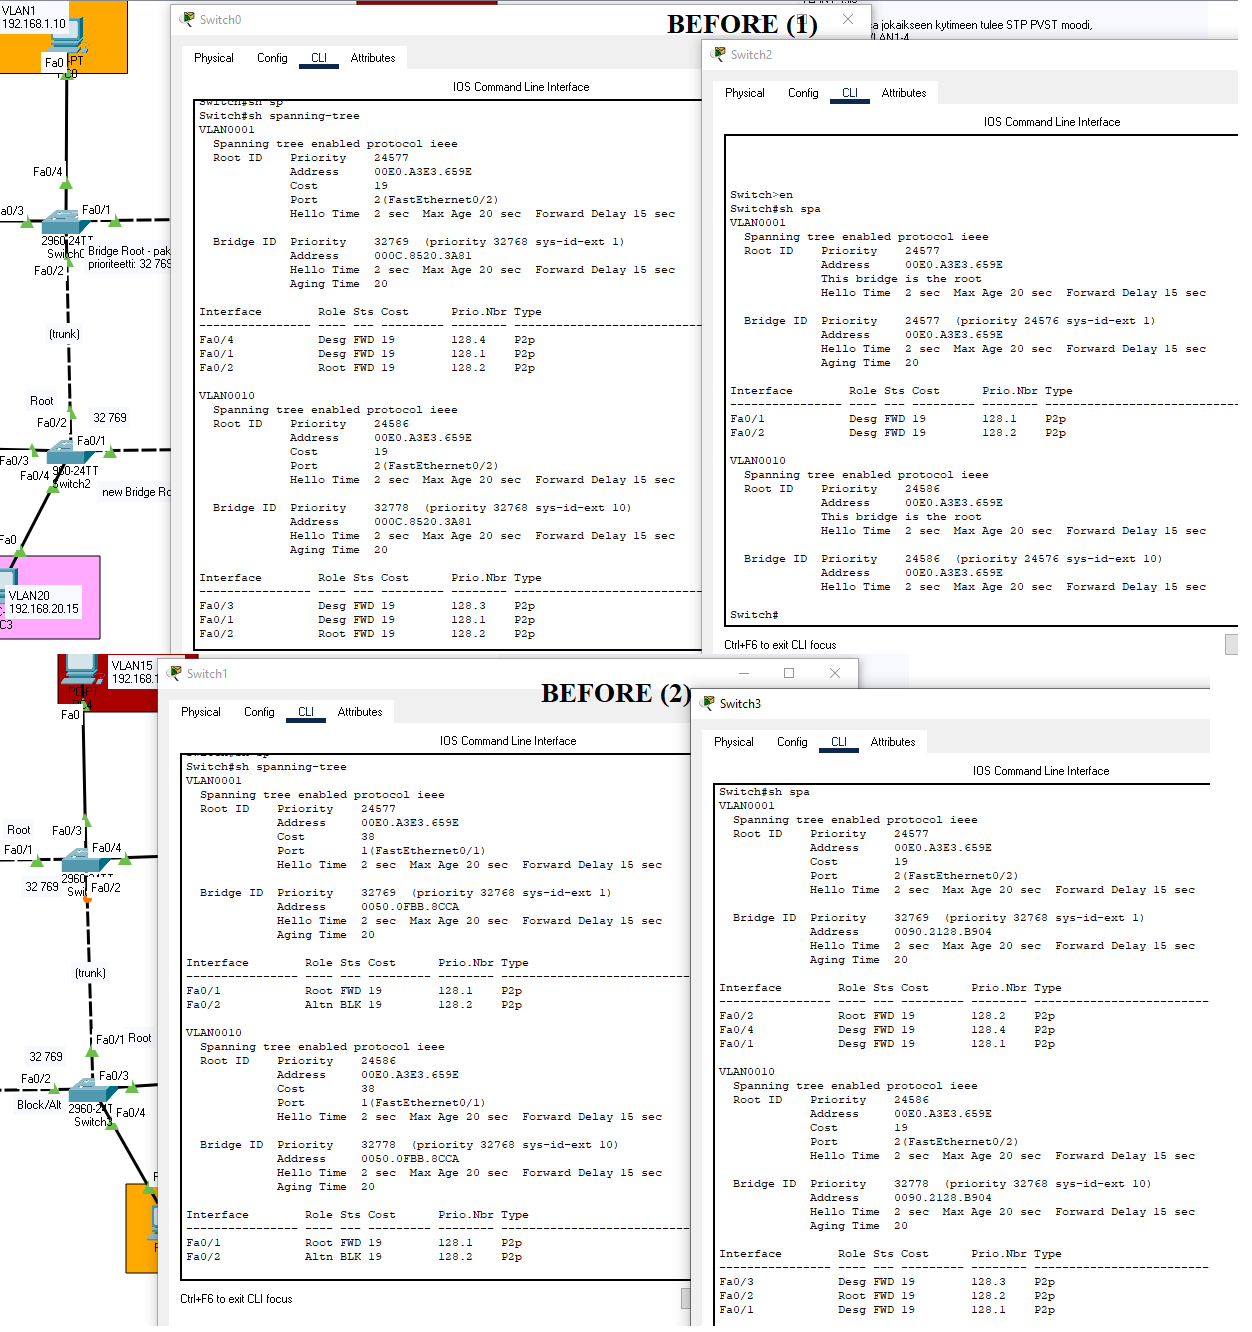 VLAN1
192.168.1.10
Fa0
PT
C0
Fa0/4
a0/3
Fa0/1
2960-24TT
Switch0
Bridge Root - pak
prioriteetti: 32 769
Fa0/2
(trunk)
Root
Fa0/2
32 769
Fa0/1
Fa0/3
960-24TT
Fa0/4
Switch2
new Bridge Ro
Fa0
VLAN20
192.168.20.15
C3
BEFORE (1)
a jokaikseen kytimeen tulee STP PVST moodi,
VLAN1-4
Switch0
Physical Config CLI Attributes
IOS Command Line Interface
Switch#sh sp
Switch#sh spanning-tree
VLAN0001
Spanning tree enabled protocol ieee
Root ID Priority 24577
Address 00E0.A3E3.659E
Cost 19
Port 2(FastEthernet0/2)
Hello Time 2 sec Max Age 20 sec Forward Delay 15 sec
Bridge ID Priority 32769 (priority 32768 sys-id-ext 1)
Address 000C.8520.3A81
Hello Time 2 sec Max Age 20 sec Forward Delay 15 sec
Aging Time 20
Interface Role Sts Cost Prio.Nbr Type
---------------- ---- --- --------- -------- --------------------------------
Fa0/4 Desg FWD 19 128.4 P2p
Fa0/1 Desg FWD 19 128.1 P2p
Fa0/2 Root FWD 19 128.2 P2p
VLAN0010
Spanning tree enabled protocol ieee
Root ID Priority 24586
Address 00E0.A3E3.659E
Cost 19
Port 2(FastEthernet0/2)
Hello Time 2 sec Max Age 20 sec Forward Delay 15 sec
Bridge ID Priority 32778 (priority 32768 sys-id-ext 10)
Address 000C.8520.3A81
Hello Time 2 sec Max Age 20 sec Forward Delay 15 sec
Aging Time 20
Interface Role Sts Cost Prio.Nbr Type
---------------- ---- --- --------- -------- --------------------------------
Fa0/3 Desg FWD 19 128.3 P2p
Fa0/1 Desg FWD 19 128.1 P2p
Fa0/2 Root FWD 19 128.2 P2p
Switch2
Physical Config CLI Attributes
IOS Command Line Interface
Switch>en
Switch#sh spa
VLAN0001
Spanning tree enabled protocol ieee
Root ID Priority 24577
Address 00E0.A3E3.659E
This bridge is the root
Hello Time 2 sec Max Age 20 sec Forward Delay 15 sec
Bridge ID Priority 24577 (priority 24576 sys-id-ext 1)
Address 00E0.A3E3.659E
Hello Time 2 sec Max Age 20 sec Forward Delay 15 sec
Aging Time 20
Interface Role Sts Cost Prio.Nbr Type
---------------- ---- --- --------- -------- --------------------------------
Fa0/1 Desg FWD 19 128.1 P2p
Fa0/2 Desg FWD 19 128.2 P2p
VLAN0010
Spanning tree enabled protocol ieee
Root ID Priority 24586
Address 00E0.A3E3.659E
This bridge is the root
Hello Time 2 sec Max Age 20 sec Forward Delay 15 sec
Bridge ID Priority 24586 (priority 24576 sys-id-ext 10)
Address 00E0.A3E3.659E
Hello Time 2 sec Max Age 20 sec Forward Delay 15 sec
Switch#
Ctrl+F6 to exit CLI focus
VLAN15
192.168.1
Fa0
Root
Fa0/3
Fa0/1
Fa0/4
2960
32 769
Swi
Fa0/2
(trunk)
Fa0/1 Root
32 769
Fa0/2
Fa0/3
Block/Alt
2960-24T
Fa0/4
Switch3
BEFORE (2)
Switch1
Physical Config CLI Attributes
IOS Command Line Interface
Switch#sh spanning-tree
VLAN0001
Spanning tree enabled protocol ieee
Root ID Priority 24577
Address 00E0.A3E3.659E
Cost 38
Port 1(FastEthernet0/1)
Hello Time 2 sec Max Age 20 sec Forward Delay 15 sec
Bridge ID Priority 32769 (priority 32768 sys-id-ext 1)
Address 0050.0FBB.8CCA
Hello Time 2 sec Max Age 20 sec Forward Delay 15 sec
Aging Time 20
Interface Role Sts Cost Prio.Nbr Type
---------------- ---- --- --------- -------- --------------------------------
Fa0/1 Root FWD 19 128.1 P2p
Fa0/2 Altn BLK 19 128.2 P2p
VLAN0010
Spanning tree enabled protocol ieee
Root ID Priority 24586
Address 00E0.A3E3.659E
Cost 38
Port 1(FastEthernet0/1)
Hello Time 2 sec Max Age 20 sec Forward Delay 15 sec
Bridge ID Priority 32778 (priority 32768 sys-id-ext 10)
Address 0050.0FBB.8CCA
Hello Time 2 sec Max Age 20 sec Forward Delay 15 sec
Aging Time 20
Interface Role Sts Cost Prio.Nbr Type
---------------- ---- --- --------- -------- --------------------------------
Fa0/1 Root FWD 19 128.1 P2p
Fa0/2 Altn BLK 19 128.2 P2p
Ctrl+F6 to exit CLI focus
Switch3
Physical Config CLI Attributes
IOS Command Line Interface
Switch#sh spa
VLAN0001
Spanning tree enabled protocol ieee
Root ID Priority 24577
Address 00E0.A3E3.659E
Cost 19
Port 2(FastEthernet0/2)
Hello Time 2 sec Max Age 20 sec Forward Delay 15 sec
Bridge ID Priority 32769 (priority 32768 sys-id-ext 1)
Address 0090.2128.B904
Hello Time 2 sec Max Age 20 sec Forward Delay 15 sec
Aging Time 20
Interface Role Sts Cost Prio.Nbr Type
---------------- ---- --- --------- -------- --------------------------------
Fa0/2 Root FWD 19 128.2 P2p
Fa0/4 Desg FWD 19 128.4 P2p
Fa0/1 Desg FWD 19 128.1 P2p
VLAN0010
Spanning tree enabled protocol ieee
Root ID Priority 24586
Address 00E0.A3E3.659E
Cost 19
Port 2(FastEthernet0/2)
Hello Time 2 sec Max Age 20 sec Forward Delay 15 sec
Bridge ID Priority 32778 (priority 32768 sys-id-ext 10)
Address 0090.2128.B904
Hello Time 2 sec Max Age 20 sec Forward Delay 15 sec
Aging Time 20
Interface Role Sts Cost Prio.Nbr Type
---------------- ---- --- --------- -------- --------------------------------
Fa0/3 Desg FWD 19 128.3 P2p
Fa0/2 Root FWD 19 128.2 P2p
Fa0/1 Desg FWD 19 128.1 P2p